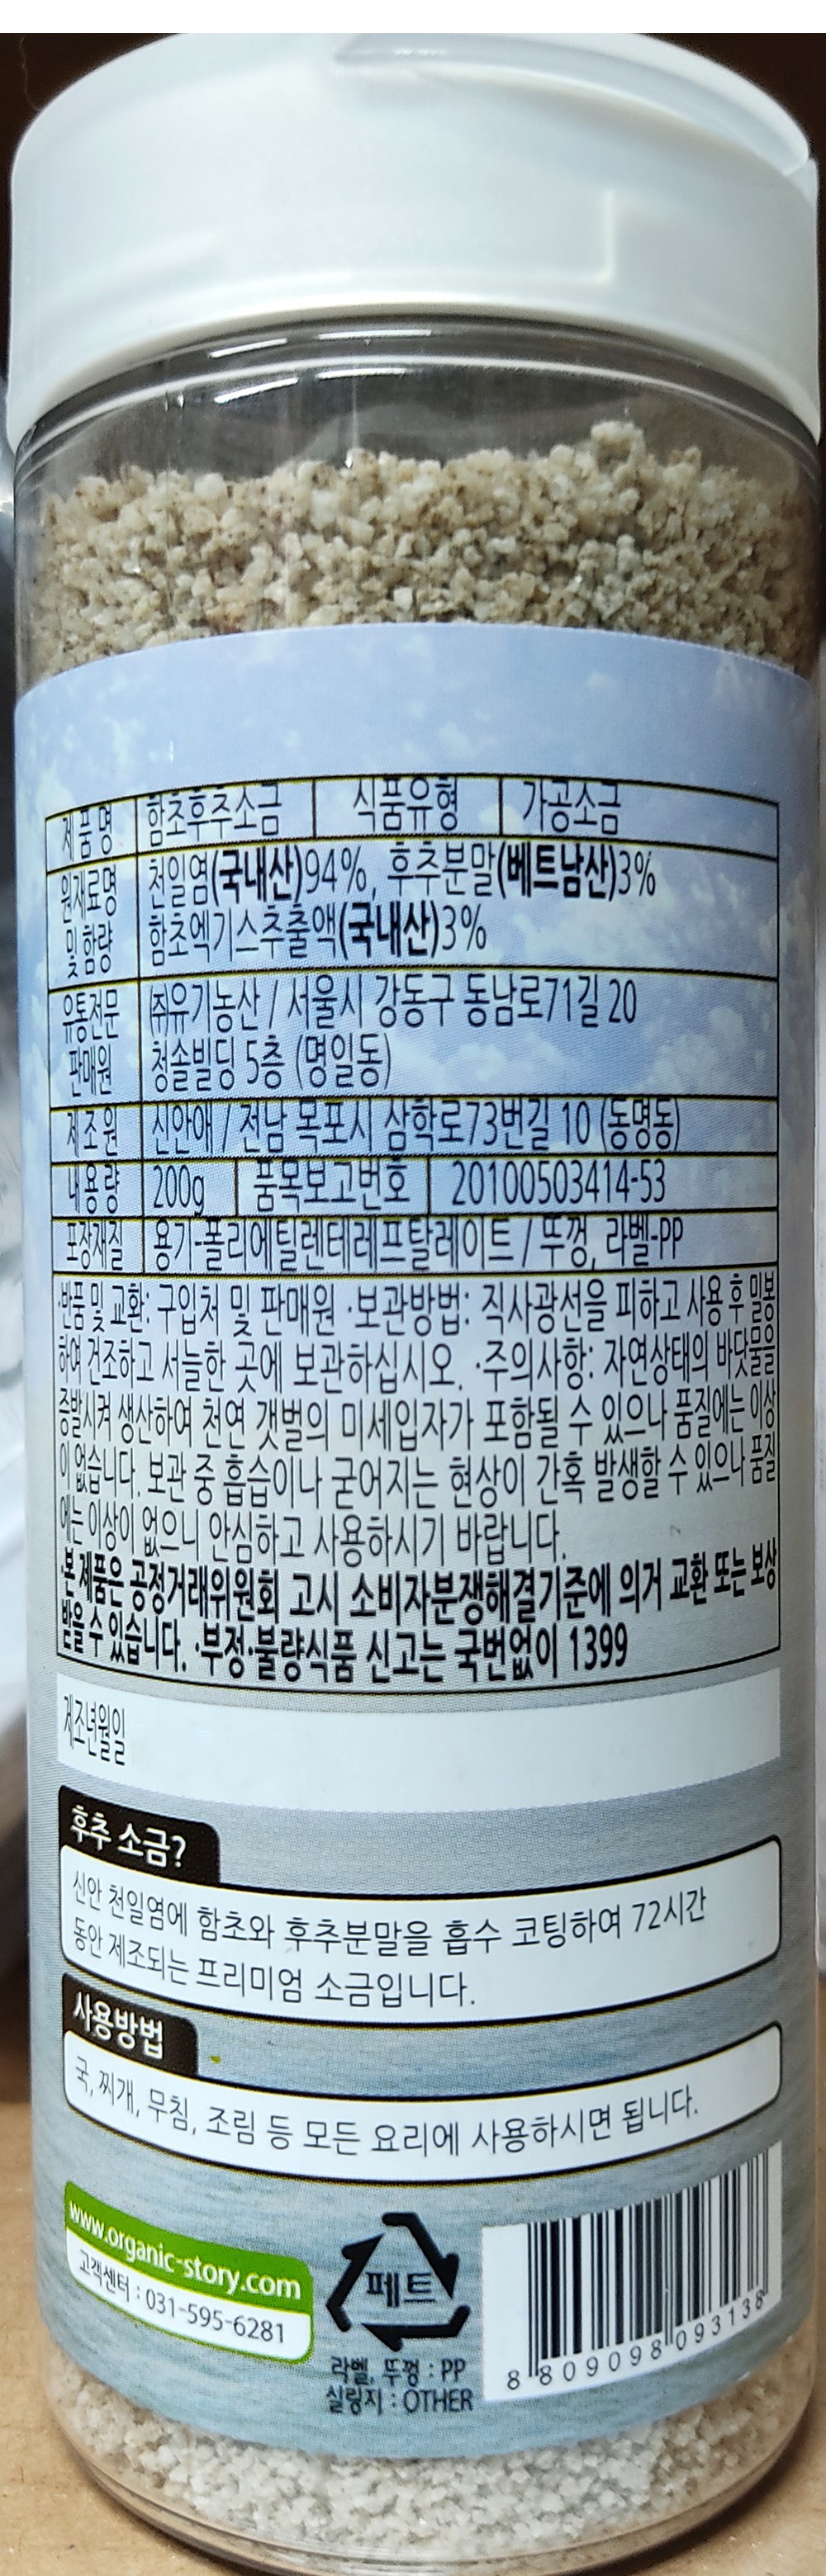 제품명 함초후추소금 식품유형 가공소금
원재료명 천일염(국내산)94%, 후추분말(베트남산)3%
및 함량 함초엑기스추출액(국내산)3%
유통전문 ㈜유기농산 / 서울시 강동구 동남로71길 20
판매원 청솔빌딩 5층 (명일동)
제조원 신안애 / 전남 목포시 삼학로73번길 10 (동명동)
내용량 200g 품목보고번호 20100503414-53
포장재질 용기-폴리에틸렌테레프탈레이트 / 뚜껑, 라벨-PP
·반품 및 교환: 구입처 및 판매원 ·보관방법: 직사광선을 피하고 사용 후 밀봉
하여 건조하고 서늘한 곳에 보관하십시오. ·주의사항: 자연상태의 바닷물을
증발시켜 생산하여 천연 갯벌의 미세입자가 포함될 수 있으나 품질에는 이상
이 없습니다. 보관 중 흡습이나 굳어지는 현상이 간혹 발생할 수 있으나 품질
에는 이상이 없으니 안심하고 사용하시기 바랍니다.
·본 제품은 공정거래위원회 고시 소비자분쟁해결기준에 의거 교환 또는 보상
받을 수 있습니다. ·부정·불량식품 신고는 국번없이 1399
제조년월일
후추 소금?
신안 천일염에 함초와 후추분말을 흡수 코팅하여 72시간
동안 제조되는 프리미엄 소금입니다.
사용방법
국, 찌개, 무침, 조림 등 모든 요리에 사용하시면 됩니다.
www.organic-story.com
고객센터 : 031-595-6281
페트
라벨, 뚜껑 : PP
실링지 : OTHER
8 809098 093138